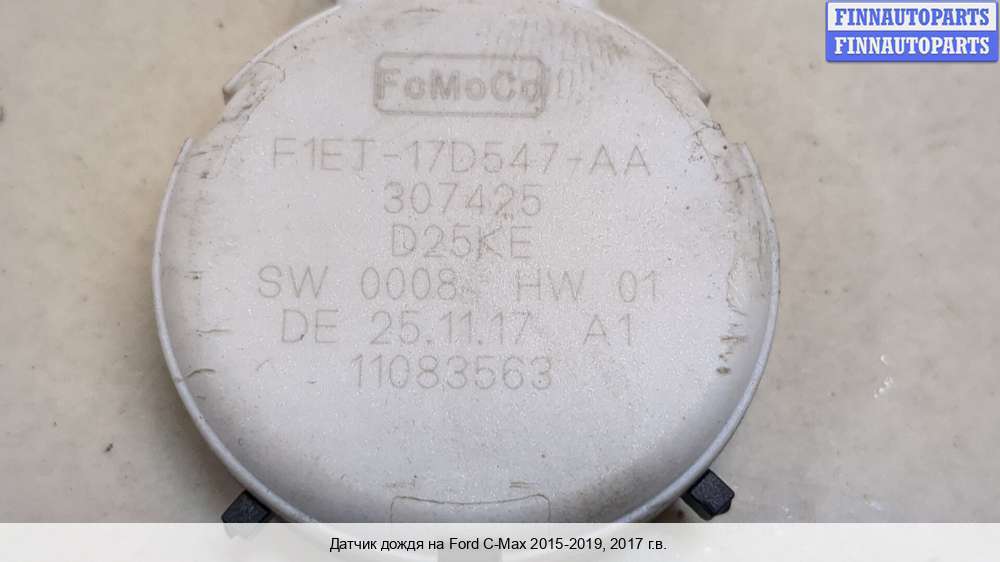 FINNAUTOPARTS
FINNAUTOPARTS
FoMoCo
F1ET-17D547-AA
307425
D25KE
SW 0008 HW 01
DE 25.11.17 A1
11083563
Датчик дождя на Ford C-Max 2015-2019, 2017 г.в.